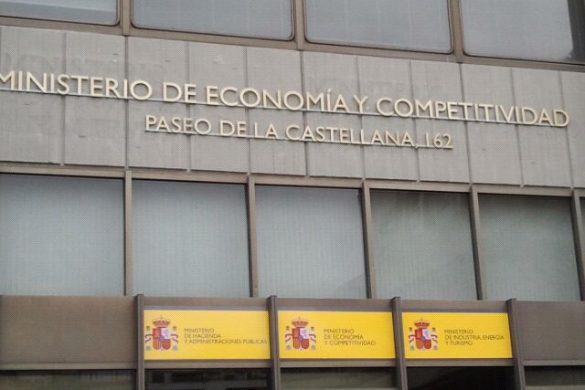 MINISTERIO DE ECONOMÍA Y COMPETITIVIDAD
PASEO DE LA CASTELLANA, 162
MINISTERIO
DE HACIENDA
Y ADMINISTRACIONES PÚBLICAS
MINISTERIO
DE ECONOMÍA
Y COMPETITIVIDAD
MINISTERIO
DE INDUSTRIA, ENERGÍA
Y TURISMO